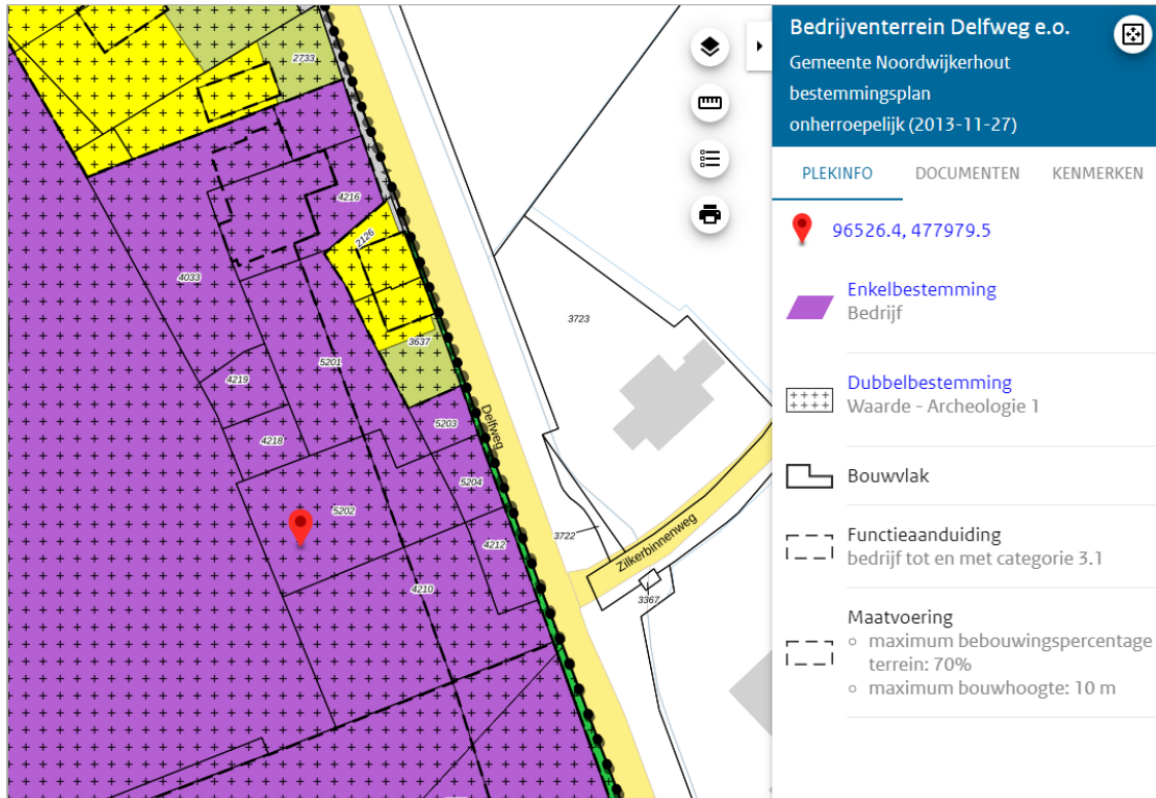 Bedrijventerrein Delfweg e.o.
Gemeente Noordwijkerhout
bestemmingsplan
onherroepelijk (2013-11-27)
PLEKINFO
DOCUMENTEN
KENMERKEN
96526.4, 477979.5
Enkelbestemming
Bedrijf
Dubbelbestemming
Waarde - Archeologie 1
Bouwvlak
Functieaanduiding
bedrijf tot en met categorie 3.1
Maatvoering
maximum bebouwingspercentage
terrein: 70%
maximum bouwhoogte: 10 m
2733
4216
2126
4033
3723
3637
5201
4219
Delfweg
5203
4218
5204
5202
3722
4212
Zilkerbinnenweg
4210
3367